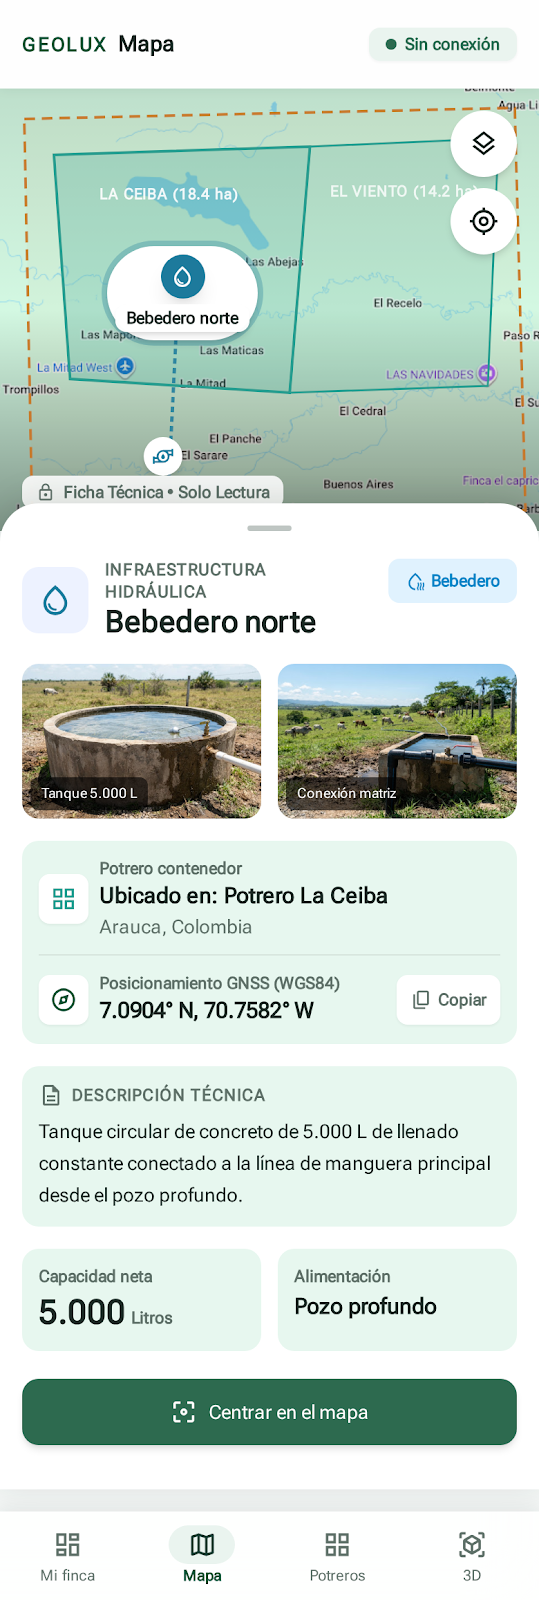 GEOLUX Mapa
Sin conexión
Belmonte
Agua Li
LA CEIBA (18.4 ha)
EL VIENTO (14.2 ha)
Las Abejas
Bebedero norte
El Recelo
Las Mapo
Paso R
Las Maticas
La Mitad West
LAS NAVIDADES
La Mitad
Trompillos
El Su
El Cedral
El Panche
El Sarare
Buenos Aires
Finca el capric
Ficha Técnica • Solo Lectura
INFRAESTRUCTURA
HIDRÁULICA
Bebedero norte
Bebedero
Tanque 5.000 L
Conexión matriz
Potrero contenedor
Ubicado en: Potrero La Ceiba
Arauca, Colombia
Posicionamiento GNSS (WGS84)
7.0904° N, 70.7582° W
Copiar
DESCRIPCIÓN TÉCNICA
Tanque circular de concreto de 5.000 L de llenado
constante conectado a la línea de manguera principal
desde el pozo profundo.
Capacidad neta
5.000 Litros
Alimentación
Pozo profundo
Centrar en el mapa
Mi finca
Mapa
Potreros
3D